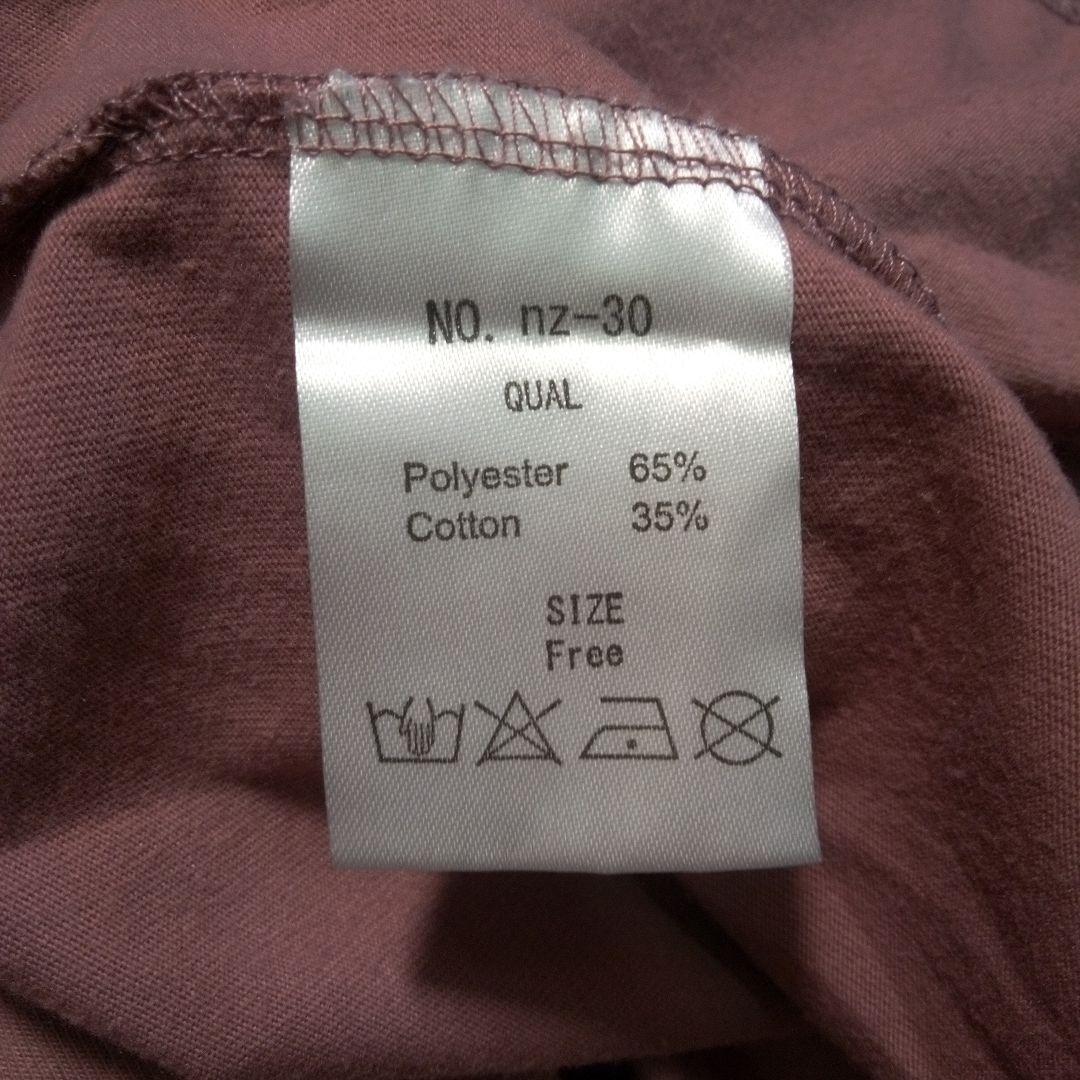 NO. nz-30
QUAL
Polyester 65%
Cotton 35%
SIZE
Free